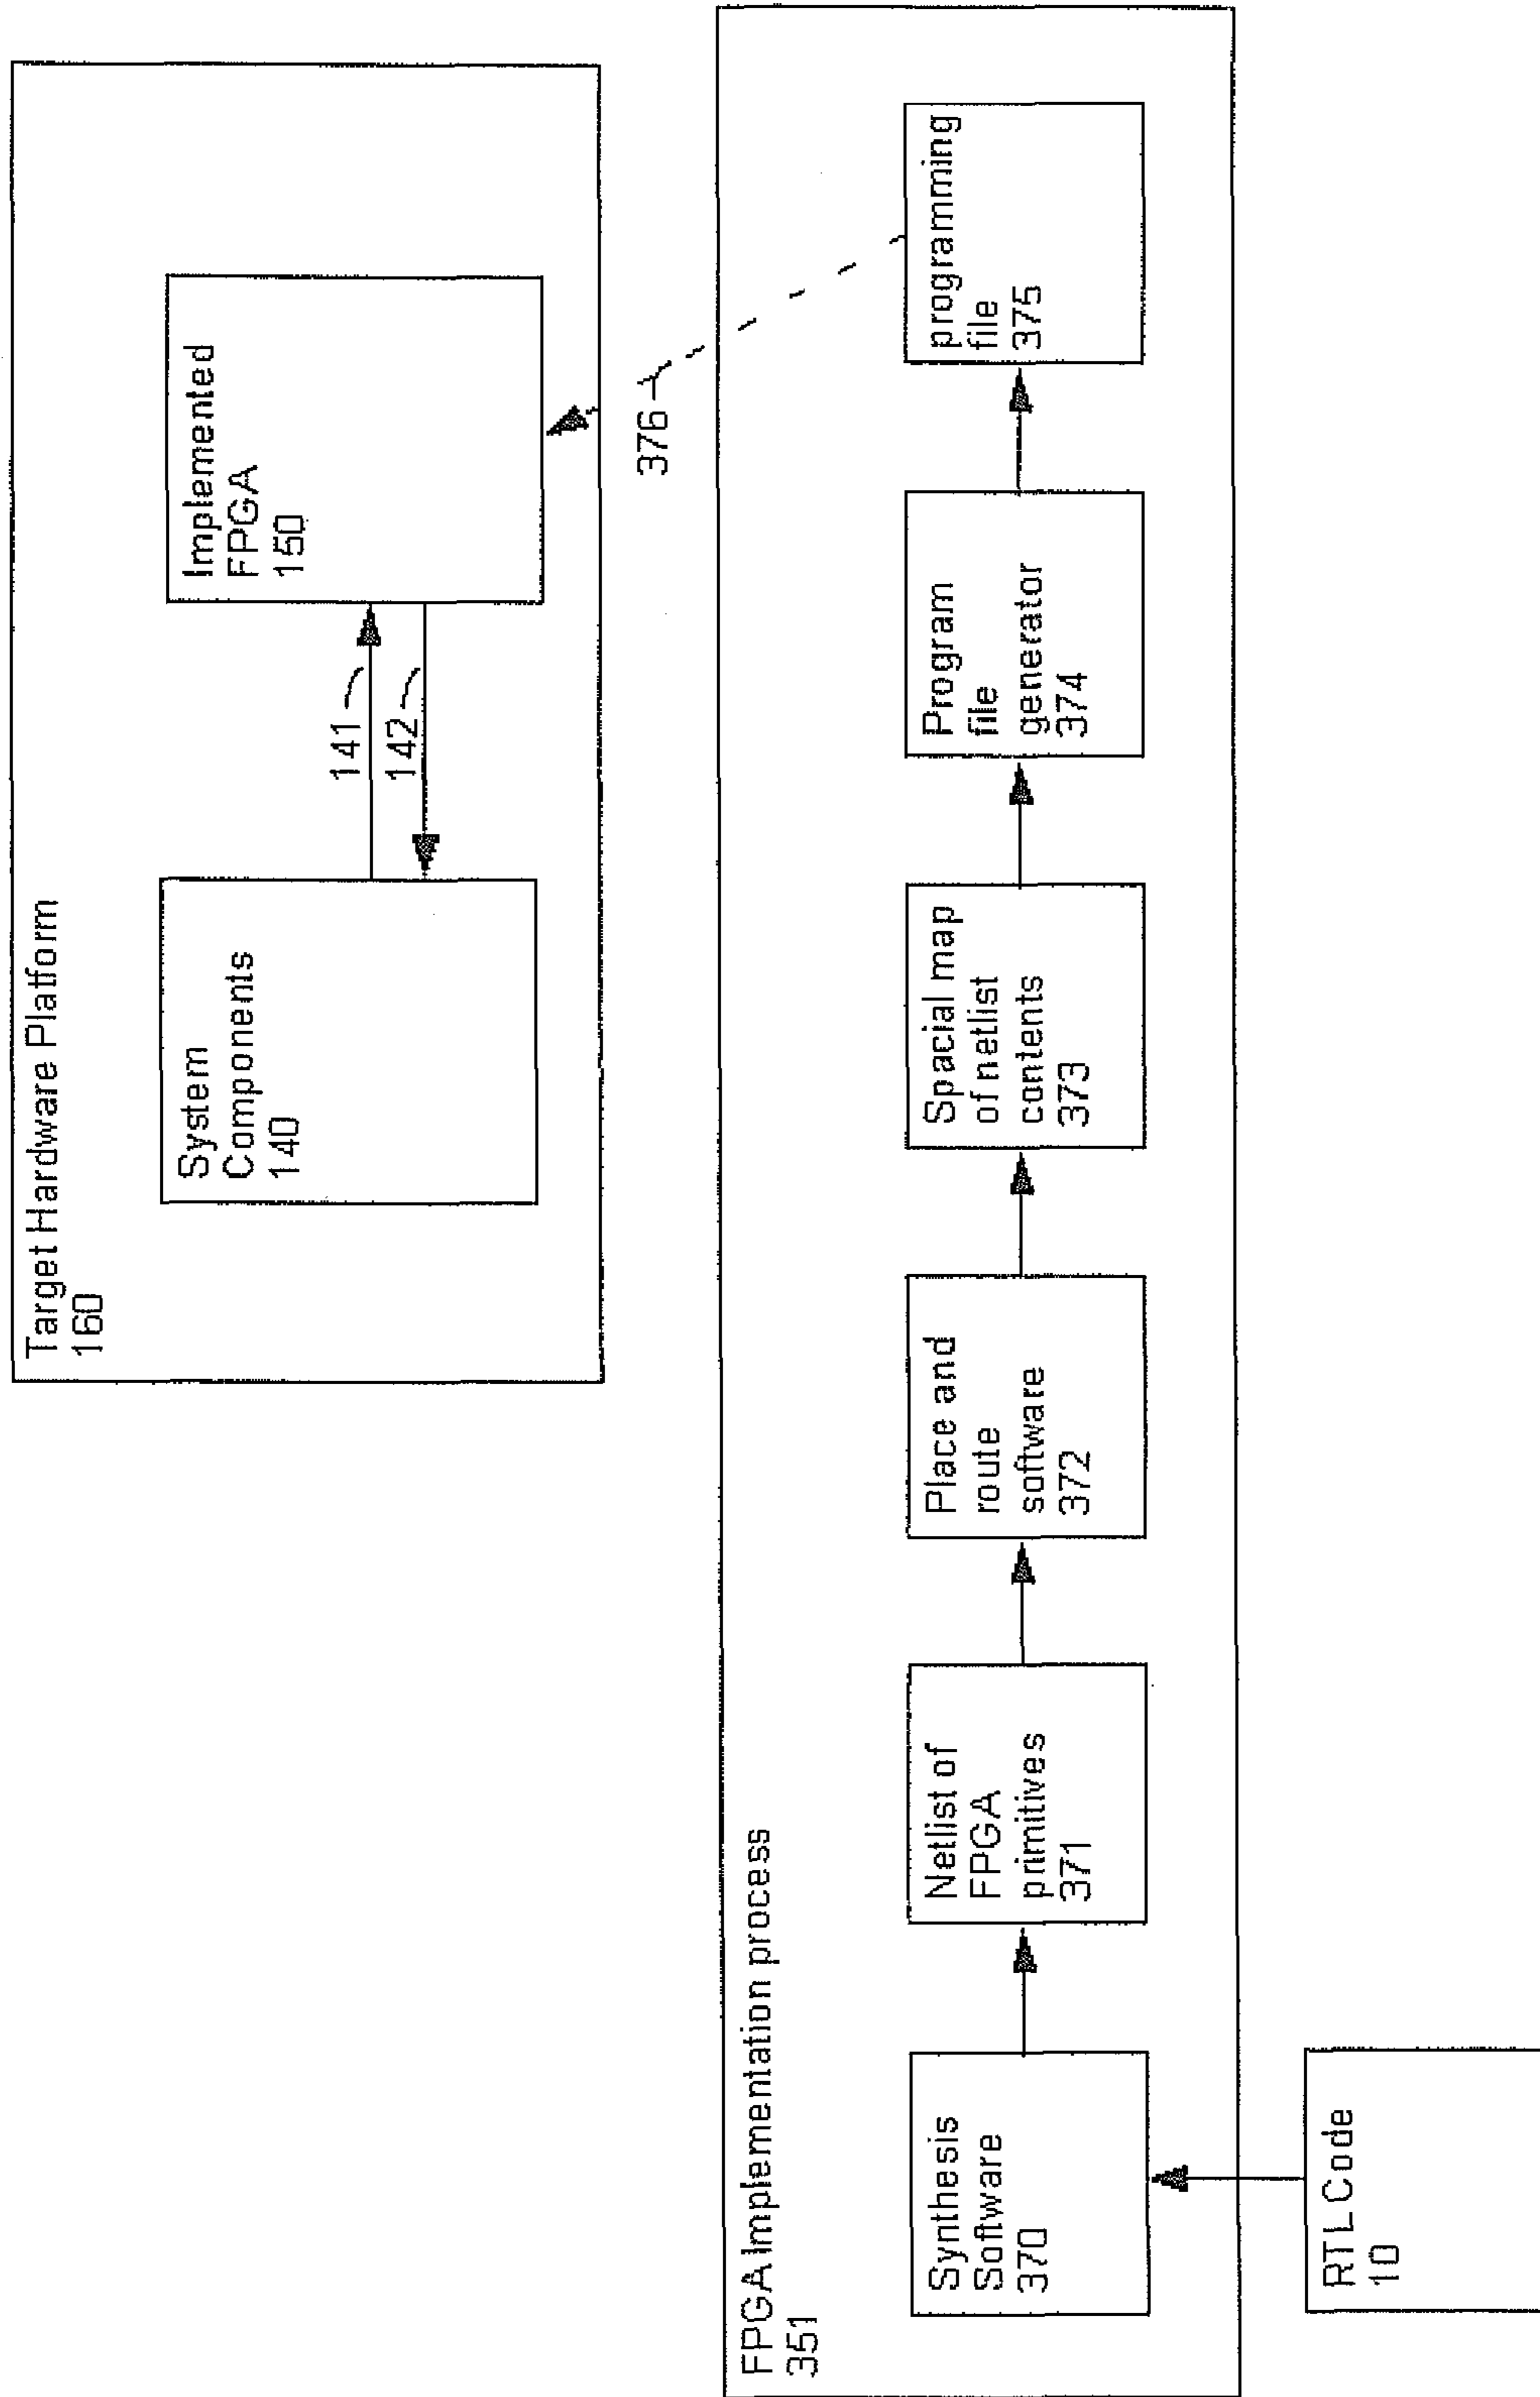 Target Hardware Platform
160
System
Components
140
141
142
Implemented
FPGA
150
376
FPGA Implementation process
351
Synthesis
Software
370
Netlist of
FPGA
primitives
371
Place and
route
software
372
Spacial map
of netlist
contents
373
Program
file
generator
374
programming
file
375
RTL Code
10